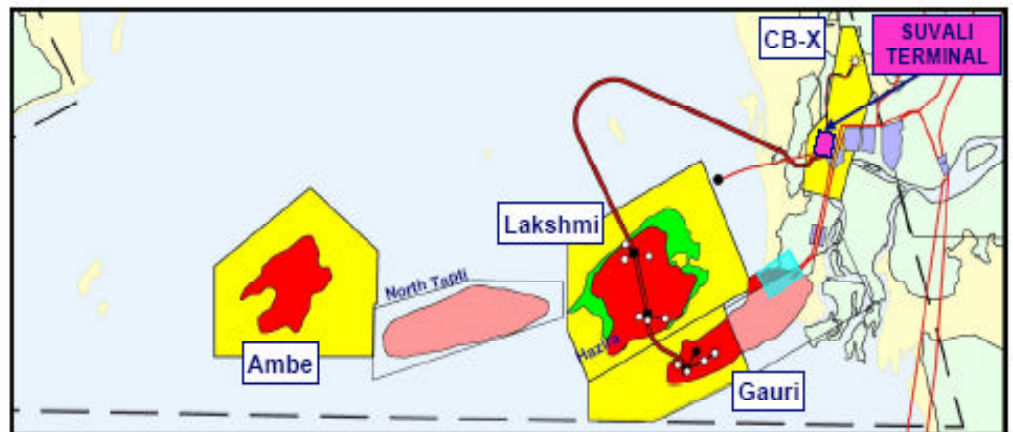 CB-X
SUVALI
TERMINAL
Lakshmi
North Tapti
Ambe
Hazira
Gauri